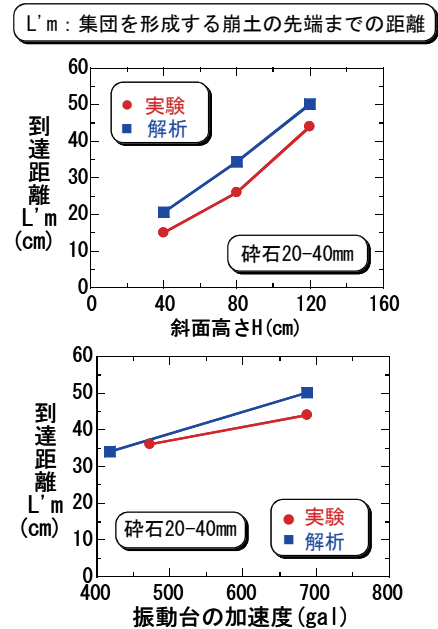 L'm：集団を形成する崩土の先端までの距離
60
50
40
30
20
10
0
到達距離
L'm
(cm)
実験
解析
砕石20-40mm
0
40
80
120
160
斜面高さH(cm)
60
50
40
30
20
10
0
到達距離
L'm
(cm)
砕石20-40mm
実験
解析
400
500
600
700
800
振動台の加速度(gal)